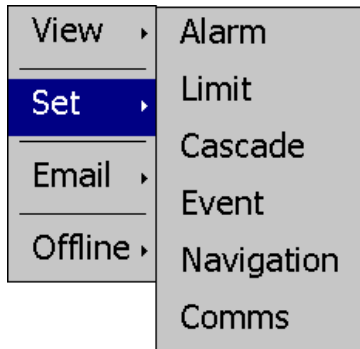 View
Set
Email
Offline
Alarm
Limit
Cascade
Event
Navigation
Comms